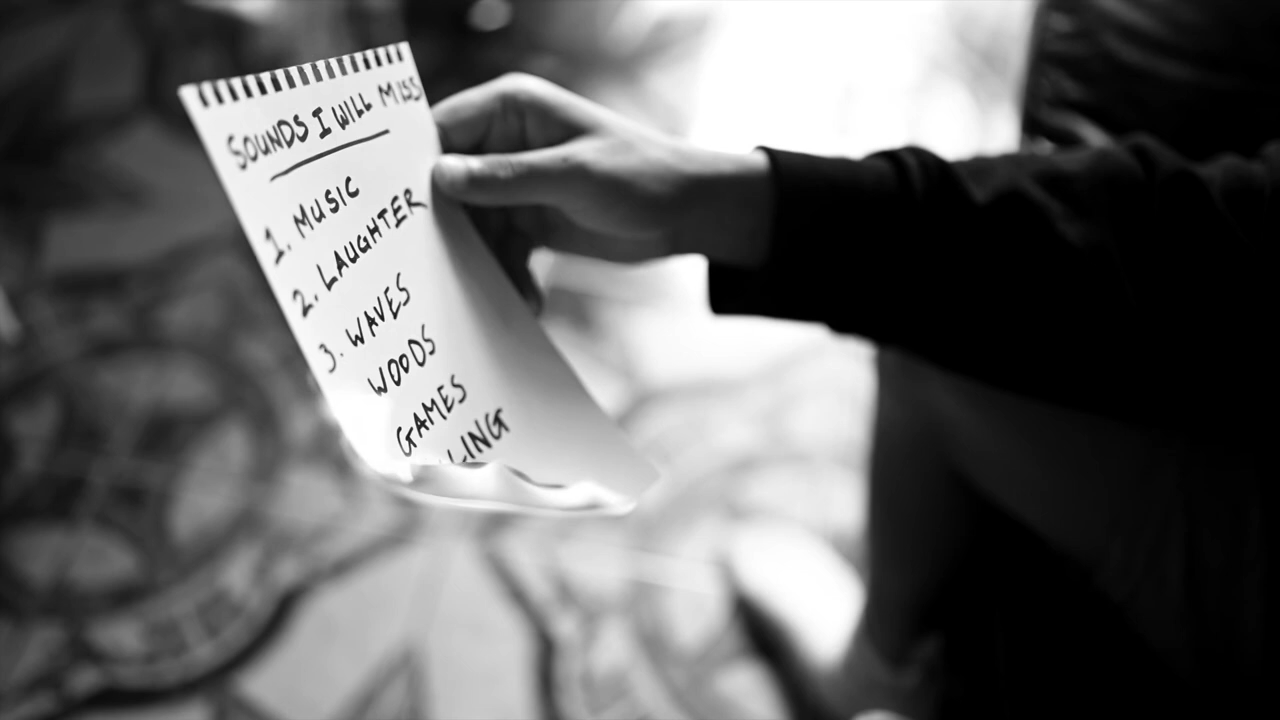 SOUNDS I WILL MISS
1. MUSIC
2. LAUGHTER
3. WAVES
WOODS
GAMES